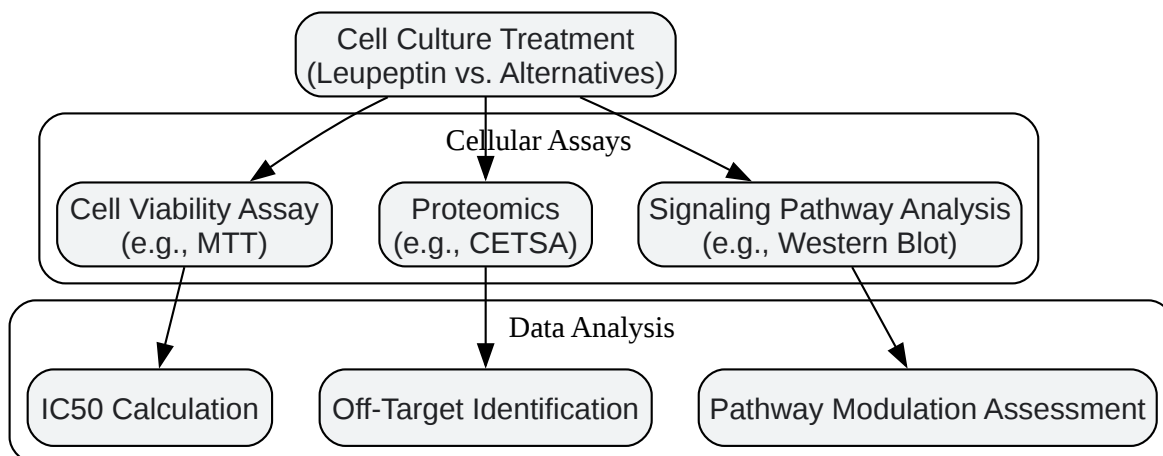 Cell Culture Treatment
(Leupeptin vs. Alternatives)
Cellular Assays
Cell Viability Assay
(e.g., MTT)
Proteomics
(e.g., CETSA)
Signaling Pathway Analysis
(e.g., Western Blot)
Data Analysis
IC50 Calculation
Off-Target Identification
Pathway Modulation Assessment